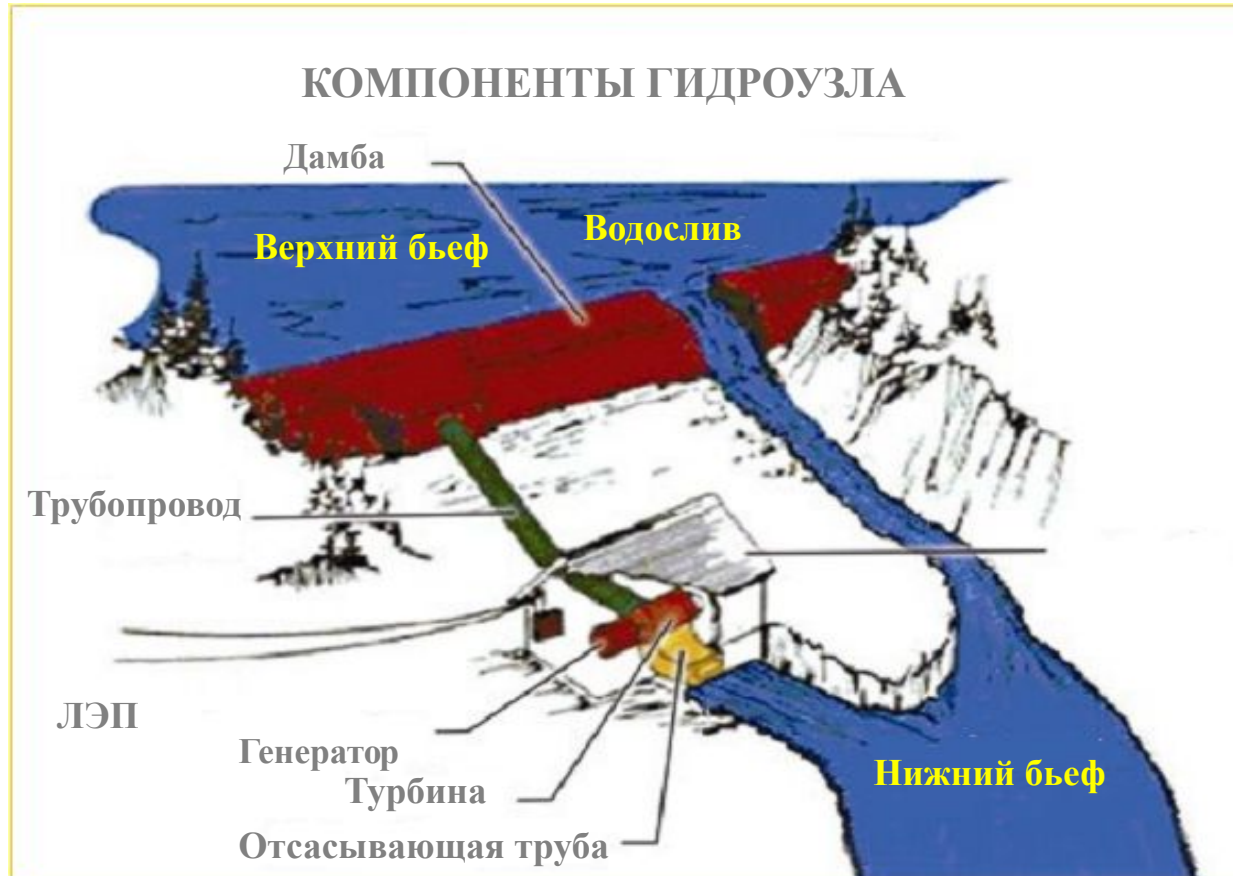 КОМПОНЕНТЫ ГИДРОУЗЛА
Дамба
Водослив
Верхний бьеф
Трубопровод
ЛЭП
Генератор
Турбина
Нижний бьеф
Отсасывающая труба